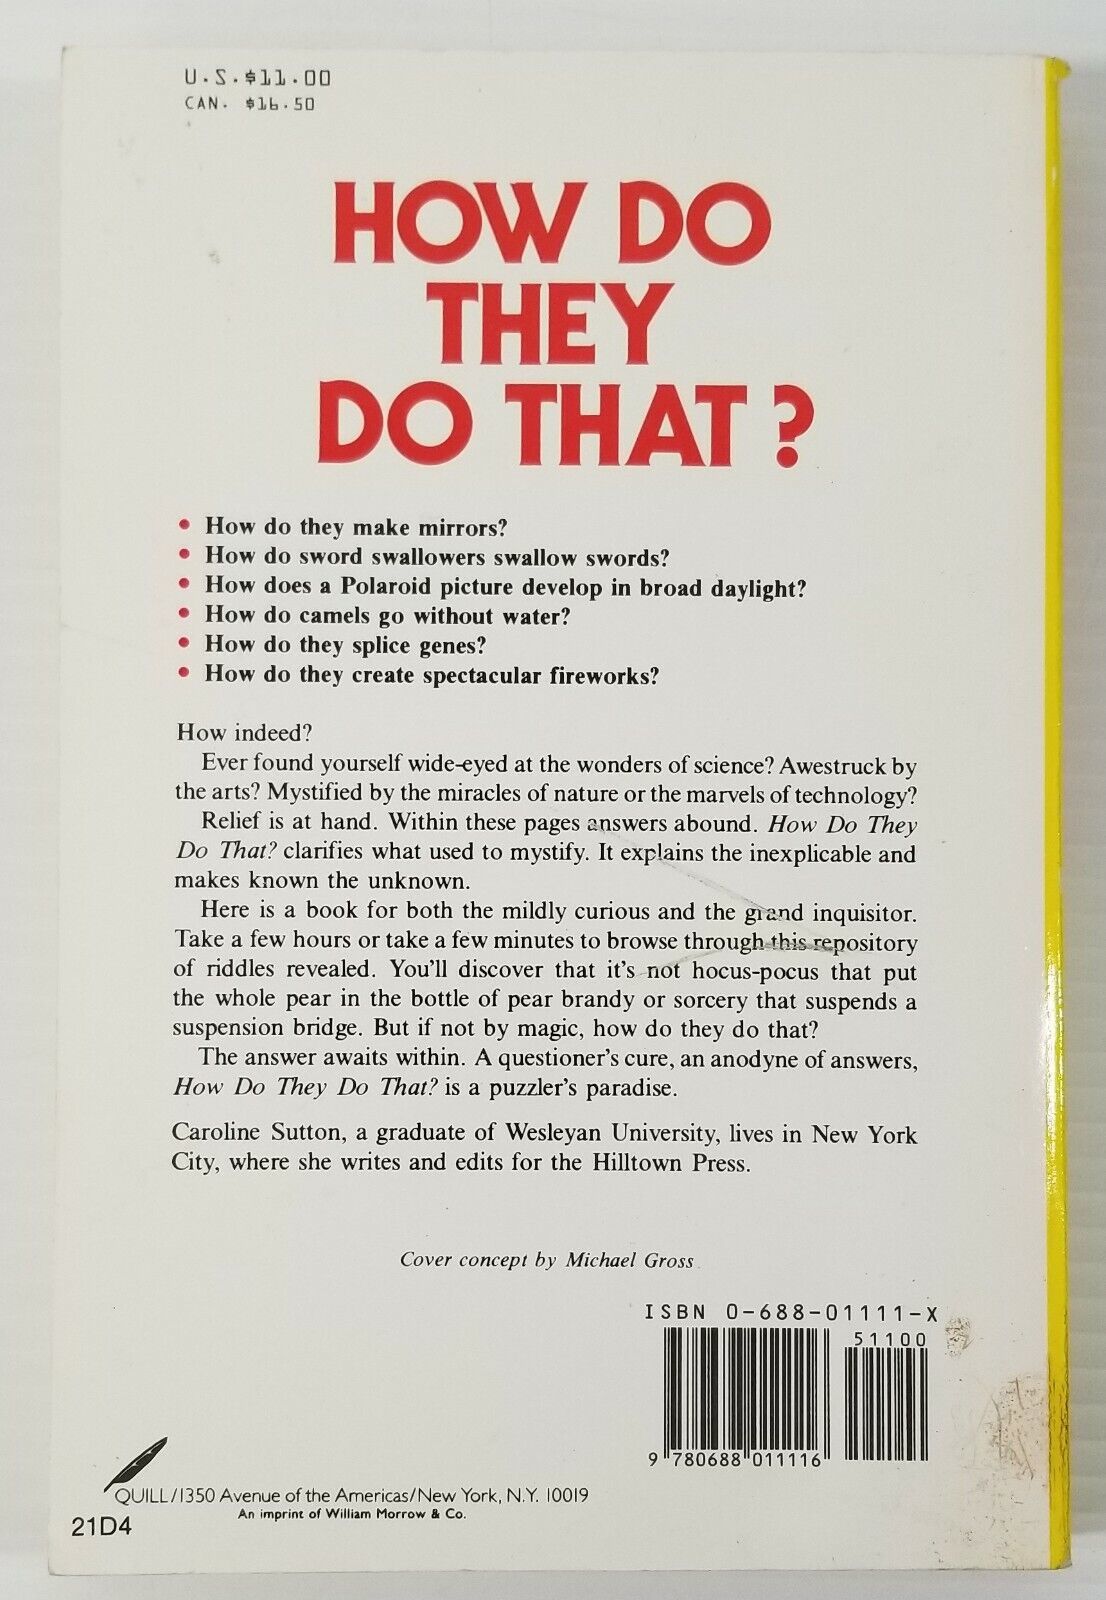 U.S.$11.00
CAN. $16.50
HOW DO
THEY
DO THAT?
• How do they make mirrors?
• How do sword swallowers swallow swords?
• How does a Polaroid picture develop in broad daylight?
• How do camels go without water?
• How do they splice genes?
• How do they create spectacular fireworks?
How indeed?
Ever found yourself wide-eyed at the wonders of science? Awestruck by
the arts? Mystified by the miracles of nature or the marvels of technology?
Relief is at hand. Within these pages answers abound. How Do They
Do That? clarifies what used to mystify. It explains the inexplicable and
makes known the unknown.
Here is a book for both the mildly curious and the grand inquisitor.
Take a few hours or take a few minutes to browse through this repository
of riddles revealed. You'll discover that it's not hocus-pocus that put
the whole pear in the bottle of pear brandy or sorcery that suspends a
suspension bridge. But if not by magic, how do they do that?
The answer awaits within. A questioner's cure, an anodyne of answers,
How Do They Do That? is a puzzler's paradise.
Caroline Sutton, a graduate of Wesleyan University, lives in New York
City, where she writes and edits for the Hilltown Press.
Cover concept by Michael Gross
ISBN 0-688-01111-X
51100
9 780688 011116
QUILL/1350 Avenue of the Americas/New York, N.Y. 10019
An imprint of William Morrow & Co.
21D4